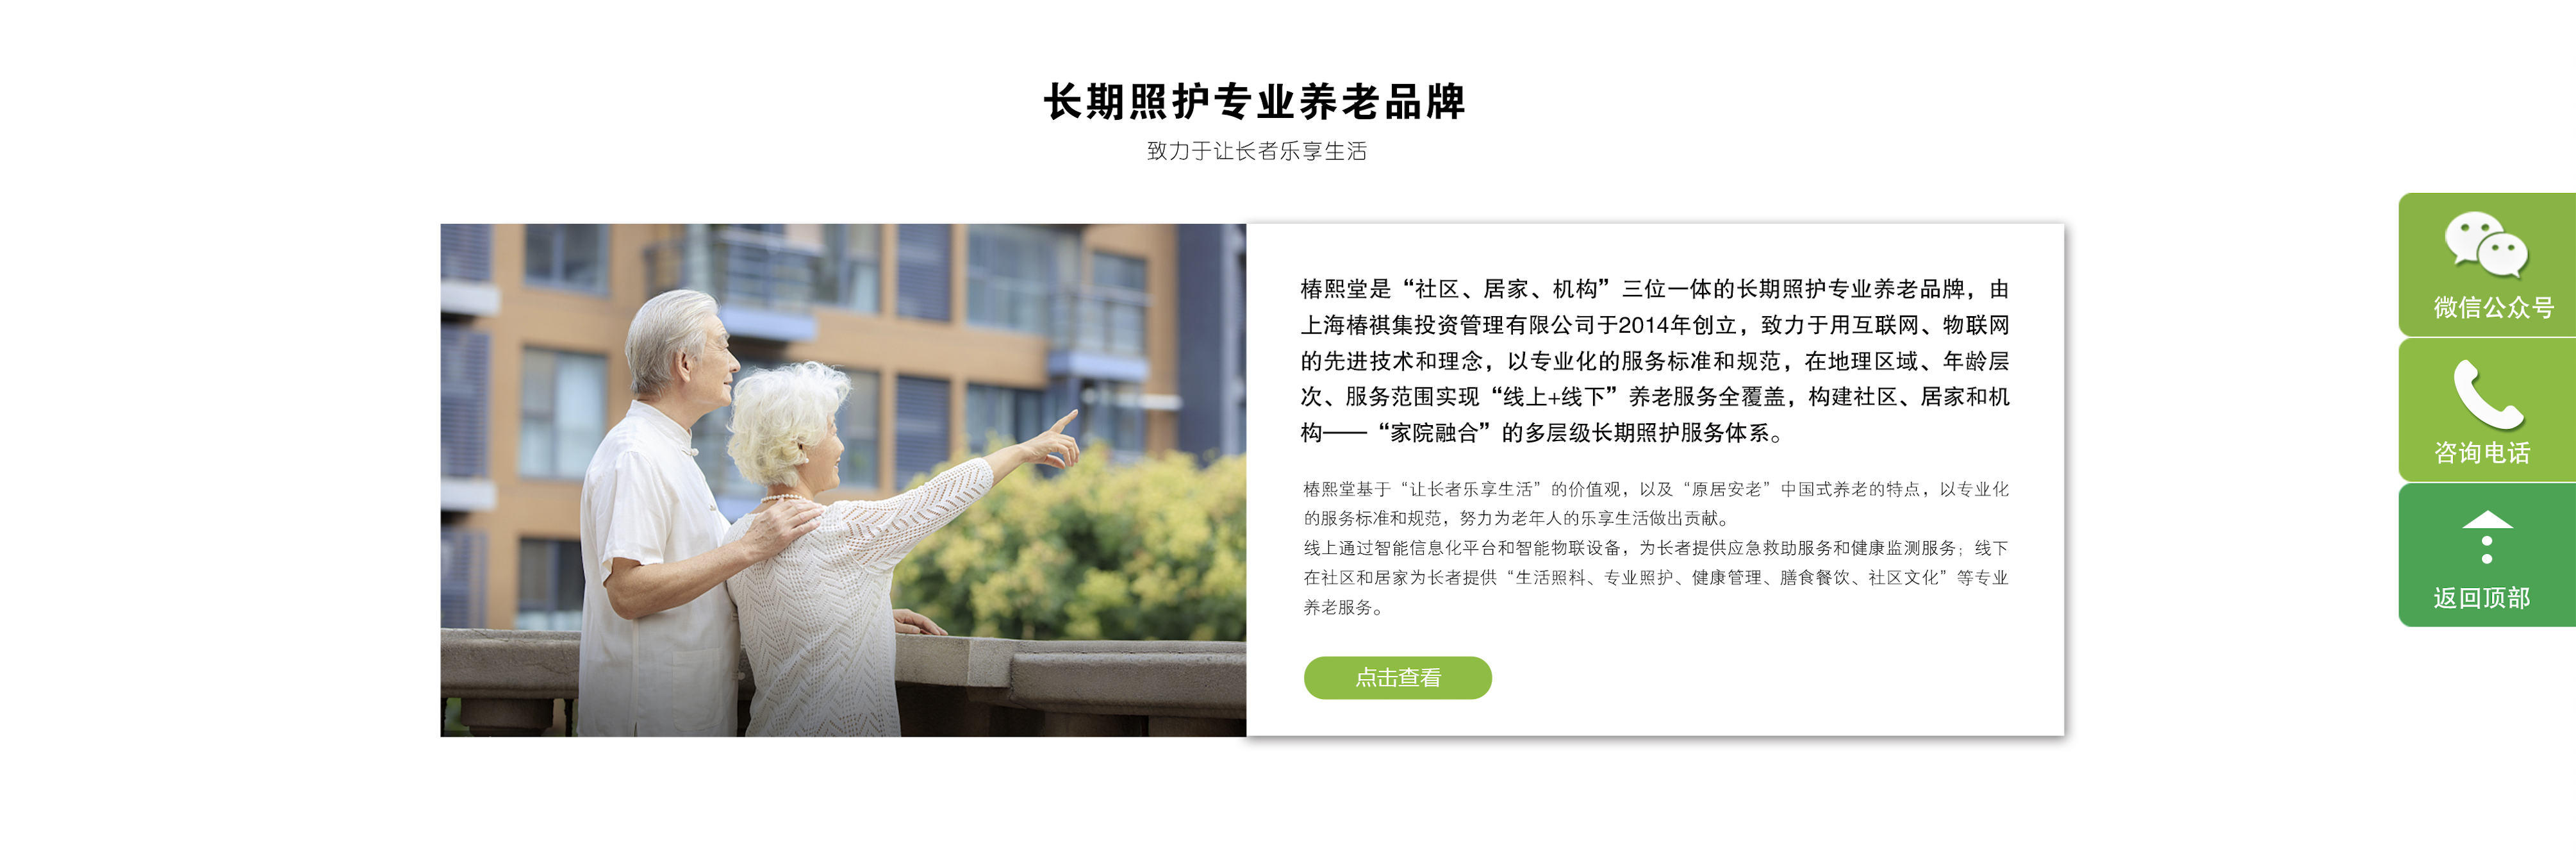 长期照护专业养老品牌
致力于让长者乐享生活
椿熙堂是“社区、居家、机构”三位一体的长期照护专业养老品牌，由
上海椿祺集投资管理有限公司于2014年创立，致力于用互联网、物联网
的先进技术和理念，以专业化的服务标准和规范，在地理区域、年龄层
次、服务范围实现“线上+线下”养老服务全覆盖，构建社区、居家和机
构——“家院融合”的多层级长期照护服务体系。
椿熙堂基于“让长者乐享生活”的价值观，以及“原居安老”中国式养老的特点，以专业化
的服务标准和规范，努力为老年人的乐享生活做出贡献。
线上通过智能信息化平台和智能物联设备，为长者提供应急救助服务和健康监测服务；线下
在社区和居家为长者提供“生活照料、专业照护、健康管理、膳食餐饮、社区文化”等专业
养老服务。
点击查看
微信公众号
咨询电话
返回顶部